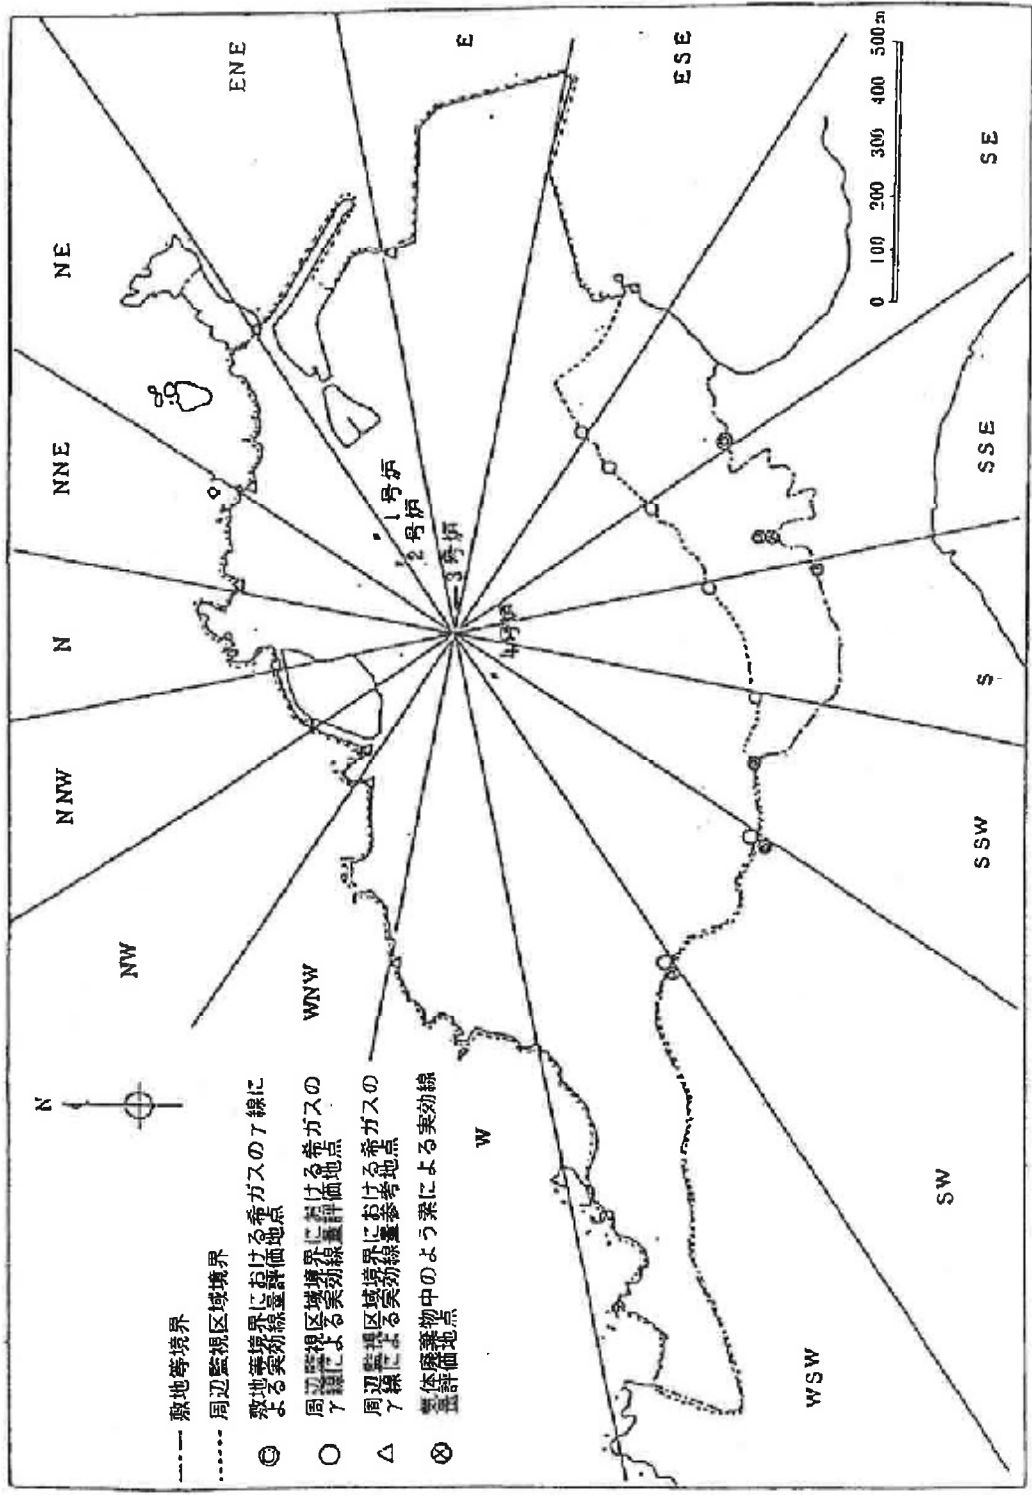 N
NNW
N
NNE
NE
NW
ENE
WNW
E
W
ESE
1号炉
2号炉
3号炉
4号炉
WSW
SW
SSW
S
SSE
SE
0 100 200 300 400 500m
敷地等境界
周辺監視区域境界
敷地等境界における希ガスのγ線に
よる実効線量評価地点
周辺監視区域境界における希ガスの
γ線による実効線量評価地点
周辺監視区域境界における希ガスの
γ線による実効線量参考地点
気体廃棄物中のよう素による実効線
量評価地点